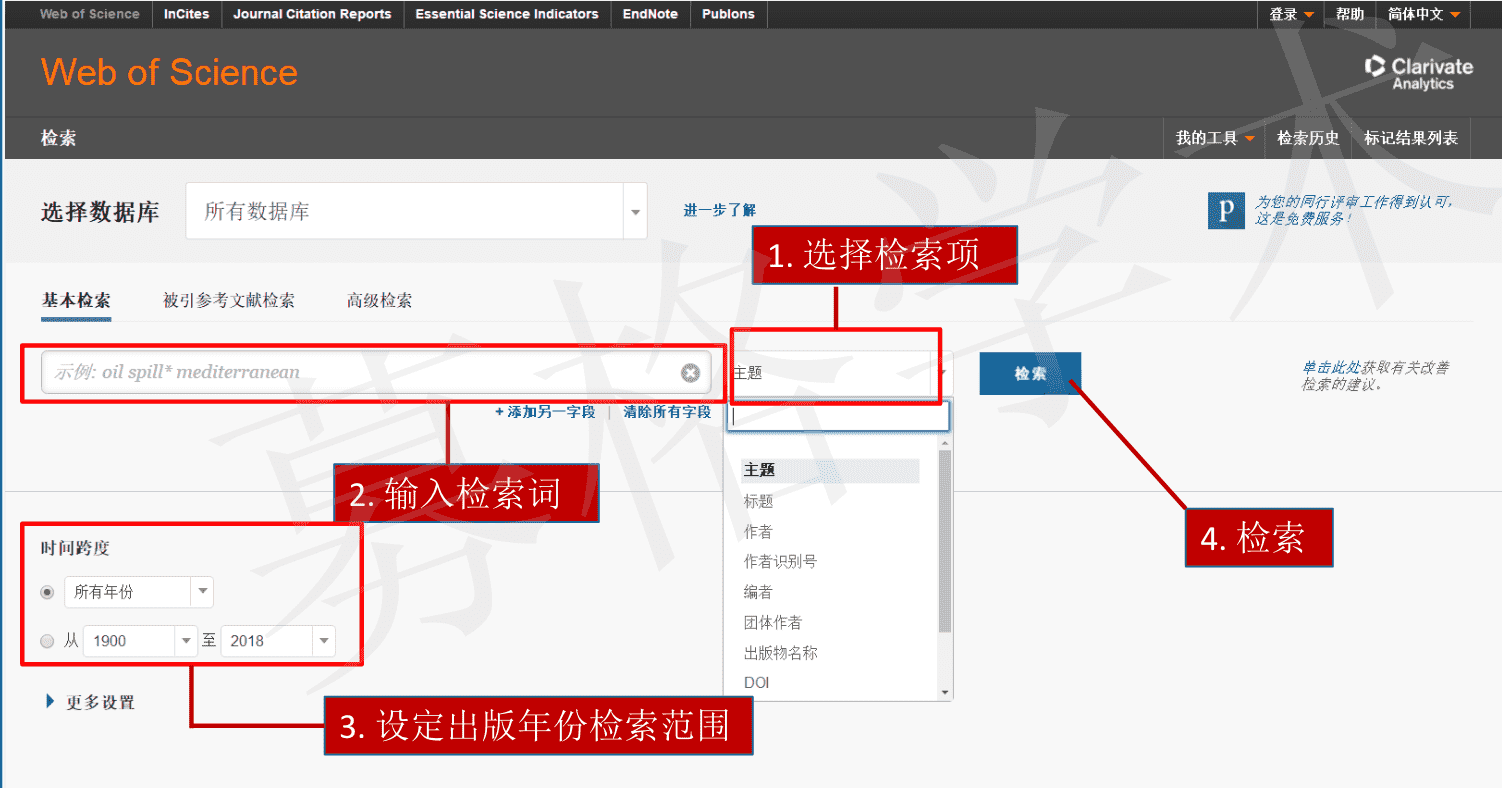 Web of Science InCites Journal Citation Reports Essential Science Indicators EndNote Publons 登录 帮助 简体中文
Web of Science
Clarivate
Analytics
检索 我的工具 检索历史 标记结果列表
选择数据库 所有数据库 进一步了解
p 为您的同行评审工作得到认可,
这是免费服务!
1. 选择检索项
基本检索 被引参考文献检索 高级检索
示例: oil spill* mediterranean 主题 检索 单击此处获取有关改善
检索的建议。
+ 添加另一字段 | 清除所有字段
主题
标题
作者
作者识别号
编者
团体作者
出版物名称
DOI
2. 输入检索词
4. 检索
时间跨度
所有年份
从 1900 至 2018
更多设置
3. 设定出版年份检索范围
募格学术